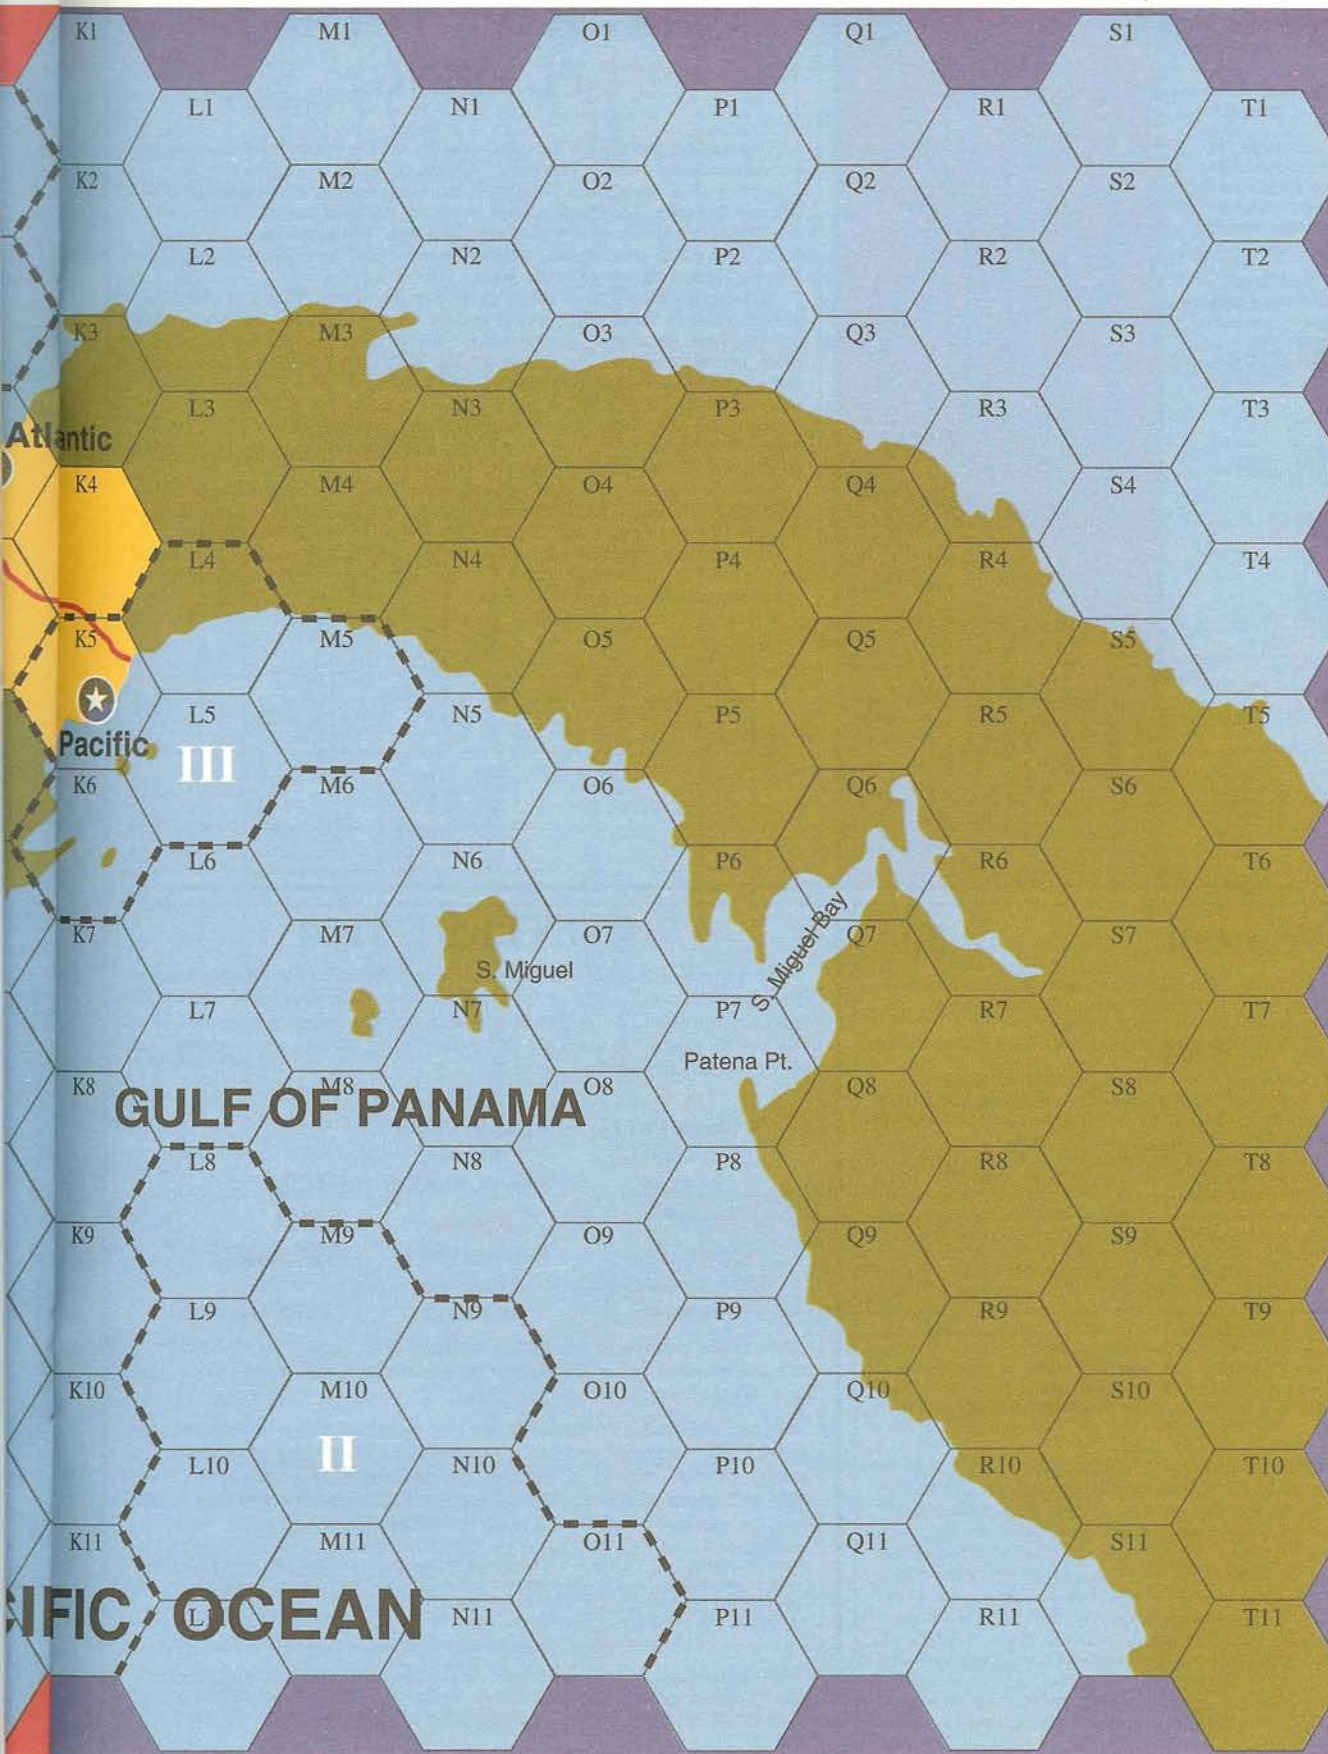 K1 M1 O1 Q1 S1
L1 N1 P1 R1 T1
K2 M2 O2 Q2 S2
L2 N2 P2 R2 T2
K3 M3 O3 Q3 S3
L3 N3 P3 R3 T3
Atlantic
K4 M4 O4 Q4 S4
L4 N4 P4 R4 T4
K5 M5 O5 Q5 S5
L5 N5 P5 R5 T5
Pacific
III
K6 M6 O6 Q6 S6
L6 N6 P6 R6 T6
K7 M7 O7 Q7 S7
S. Miguel
S. Miguel Bay
L7 N7 P7 R7 T7
Patena Pt.
K8 M8 O8 Q8 S8
GULF OF PANAMA
L8 N8 P8 R8 T8
K9 M9 O9 Q9 S9
L9 N9 P9 R9 T9
K10 M10 O10 Q10 S10
II
L10 N10 P10 R10 T10
K11 M11 O11 Q11 S11
CIFIC OCEAN
N11 P11 R11 T11